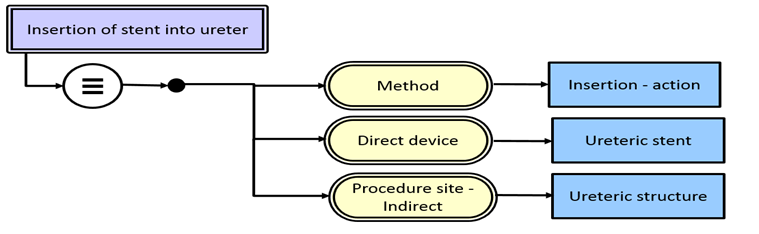 Insertion of stent into ureter
Method
Insertion - action
Direct device
Ureteric stent
Procedure site -
Indirect
Ureteric structure